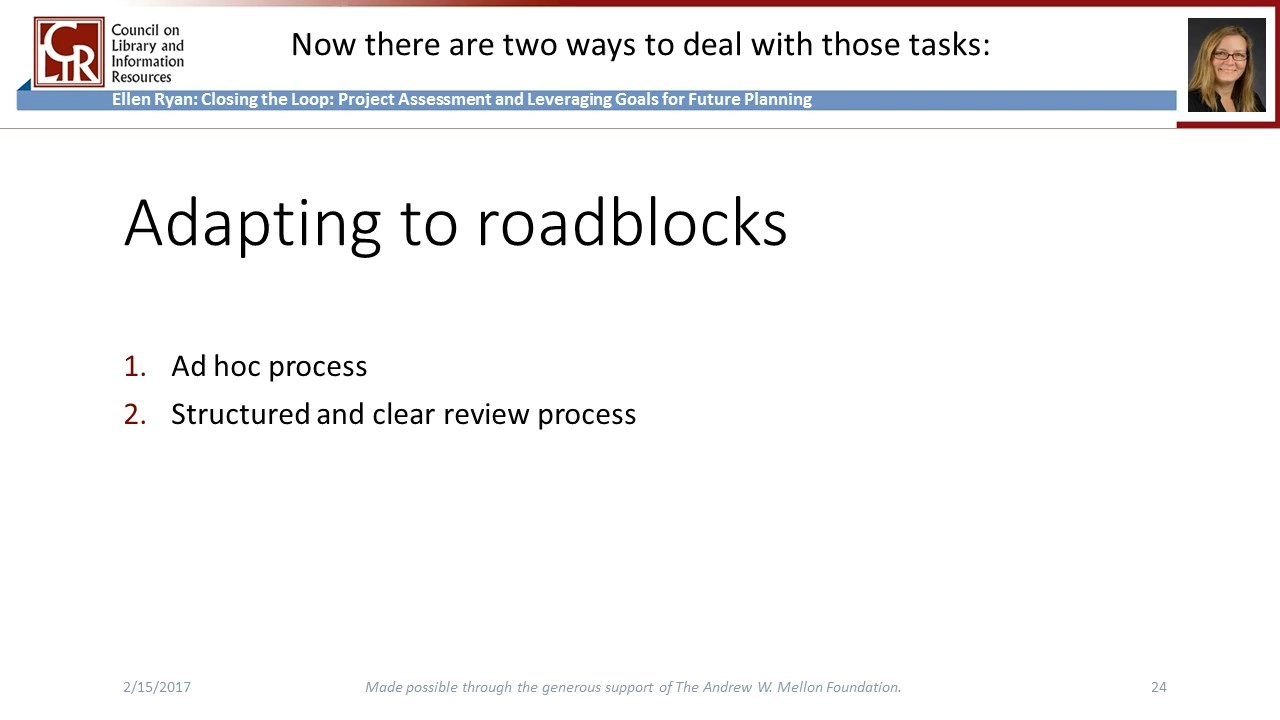 CLIR
Council on
Library and
Information
Resources
Now there are two ways to deal with those tasks:
Ellen Ryan: Closing the Loop: Project Assessment and Leveraging Goals for Future Planning
Adapting to roadblocks
1. Ad hoc process
2. Structured and clear review process
2/15/2017
Made possible through the generous support of The Andrew W. Mellon Foundation.
24